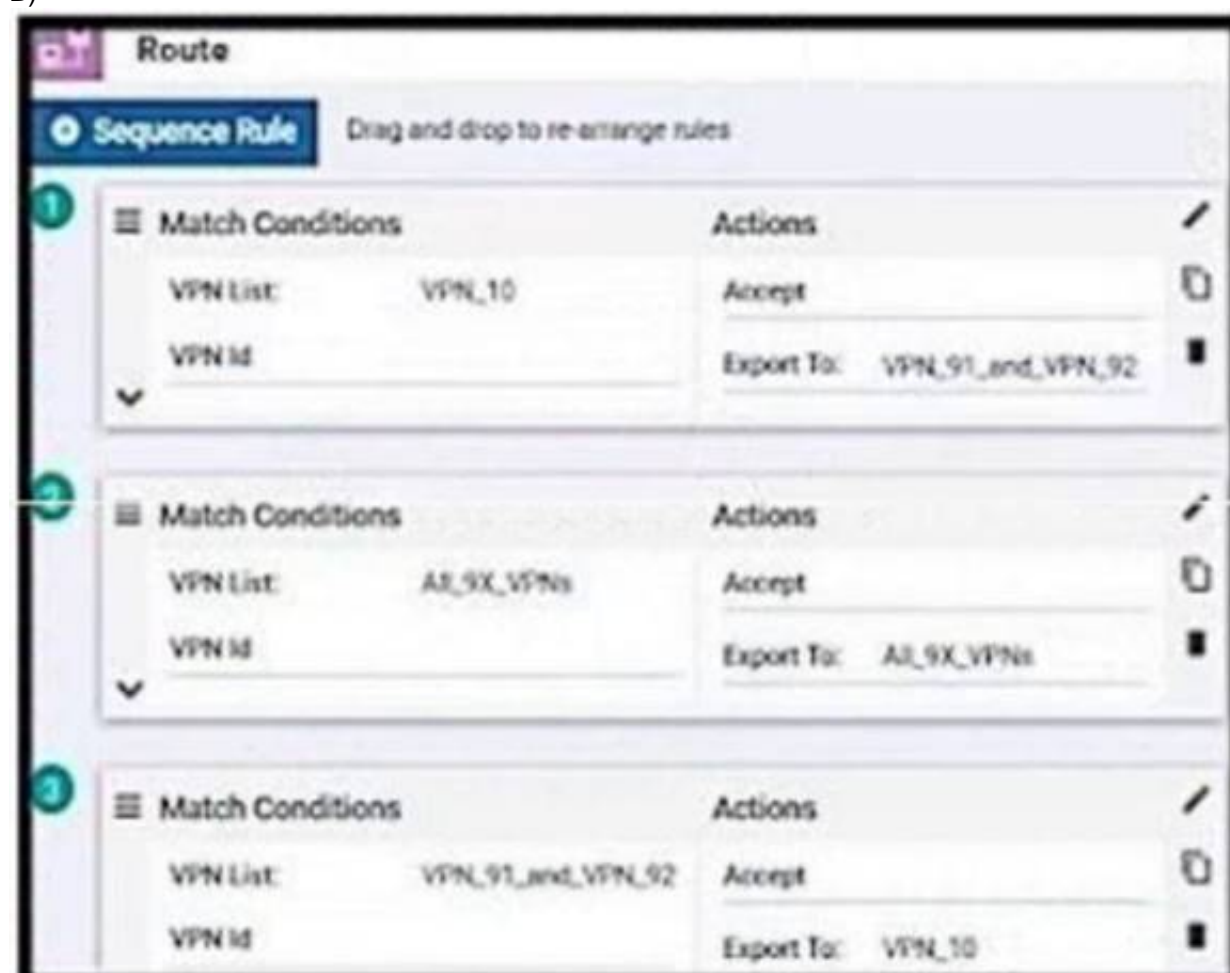 Route
Sequence Rule Drag and drop to re-arrange rules
1
Match Conditions Actions
VPN List: VPN_10 Accept
VPN Id Export To: VPN_91_and_VPN_92
2
Match Conditions Actions
VPN List: All_9X_VPNs Accept
VPN Id Export To: All_9X_VPNs
3
Match Conditions Actions
VPN List: VPN_91_and_VPN_92 Accept
VPN Id Export To: VPN_10